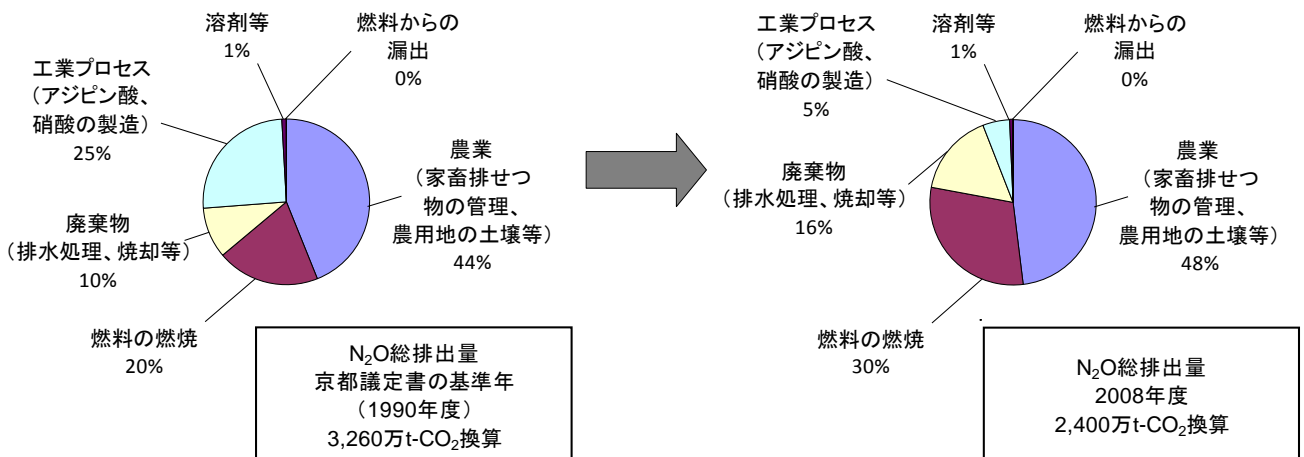 溶剤等
1%
燃料からの
漏出
0%
工業プロセス
（アジピン酸、
硝酸の製造）
25%
農業
（家畜排せつ
物の管理、
農用地の土壌等）
44%
廃棄物
（排水処理、焼却等）
10%
燃料の燃焼
20%
N₂O総排出量
京都議定書の基準年
（1990年度）
3,260万t-CO₂換算
工業プロセス
（アジピン酸、
硝酸の製造）
5%
溶剤等
1%
燃料からの
漏出
0%
農業
（家畜排せつ
物の管理、
農用地の土壌等）
48%
廃棄物
（排水処理、焼却等）
16%
燃料の燃焼
30%
N₂O総排出量
2008年度
2,400万t-CO₂換算